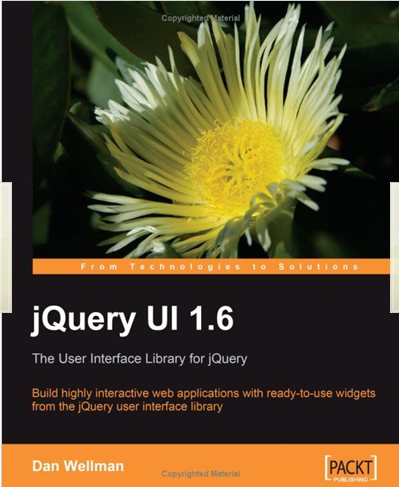 Copyrighted Material
From Technologies to Solutions
jQuery UI 1.6
The User Interface Library for jQuery
Build highly interactive web applications with ready-to-use widgets
from the jQuery user interface library
Dan Wellman
Copyrighted Material
[PACKT]
PUBLISHING